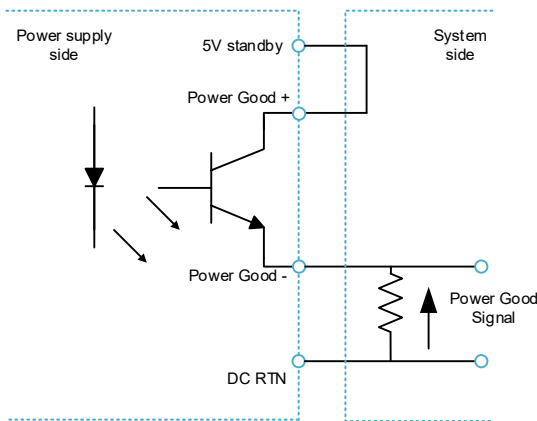 Power supply
side
5V standby
System
side
Power Good +
Power Good -
Power Good
Signal
DC RTN